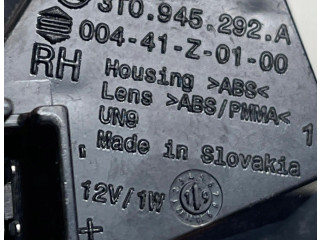 3T0.945.292.A
004-41-Z-01-00
RH
Housing >ABS<
Lens >ABS/PMMA<
UN9
1
Made in Slovakia
12V/1W
+